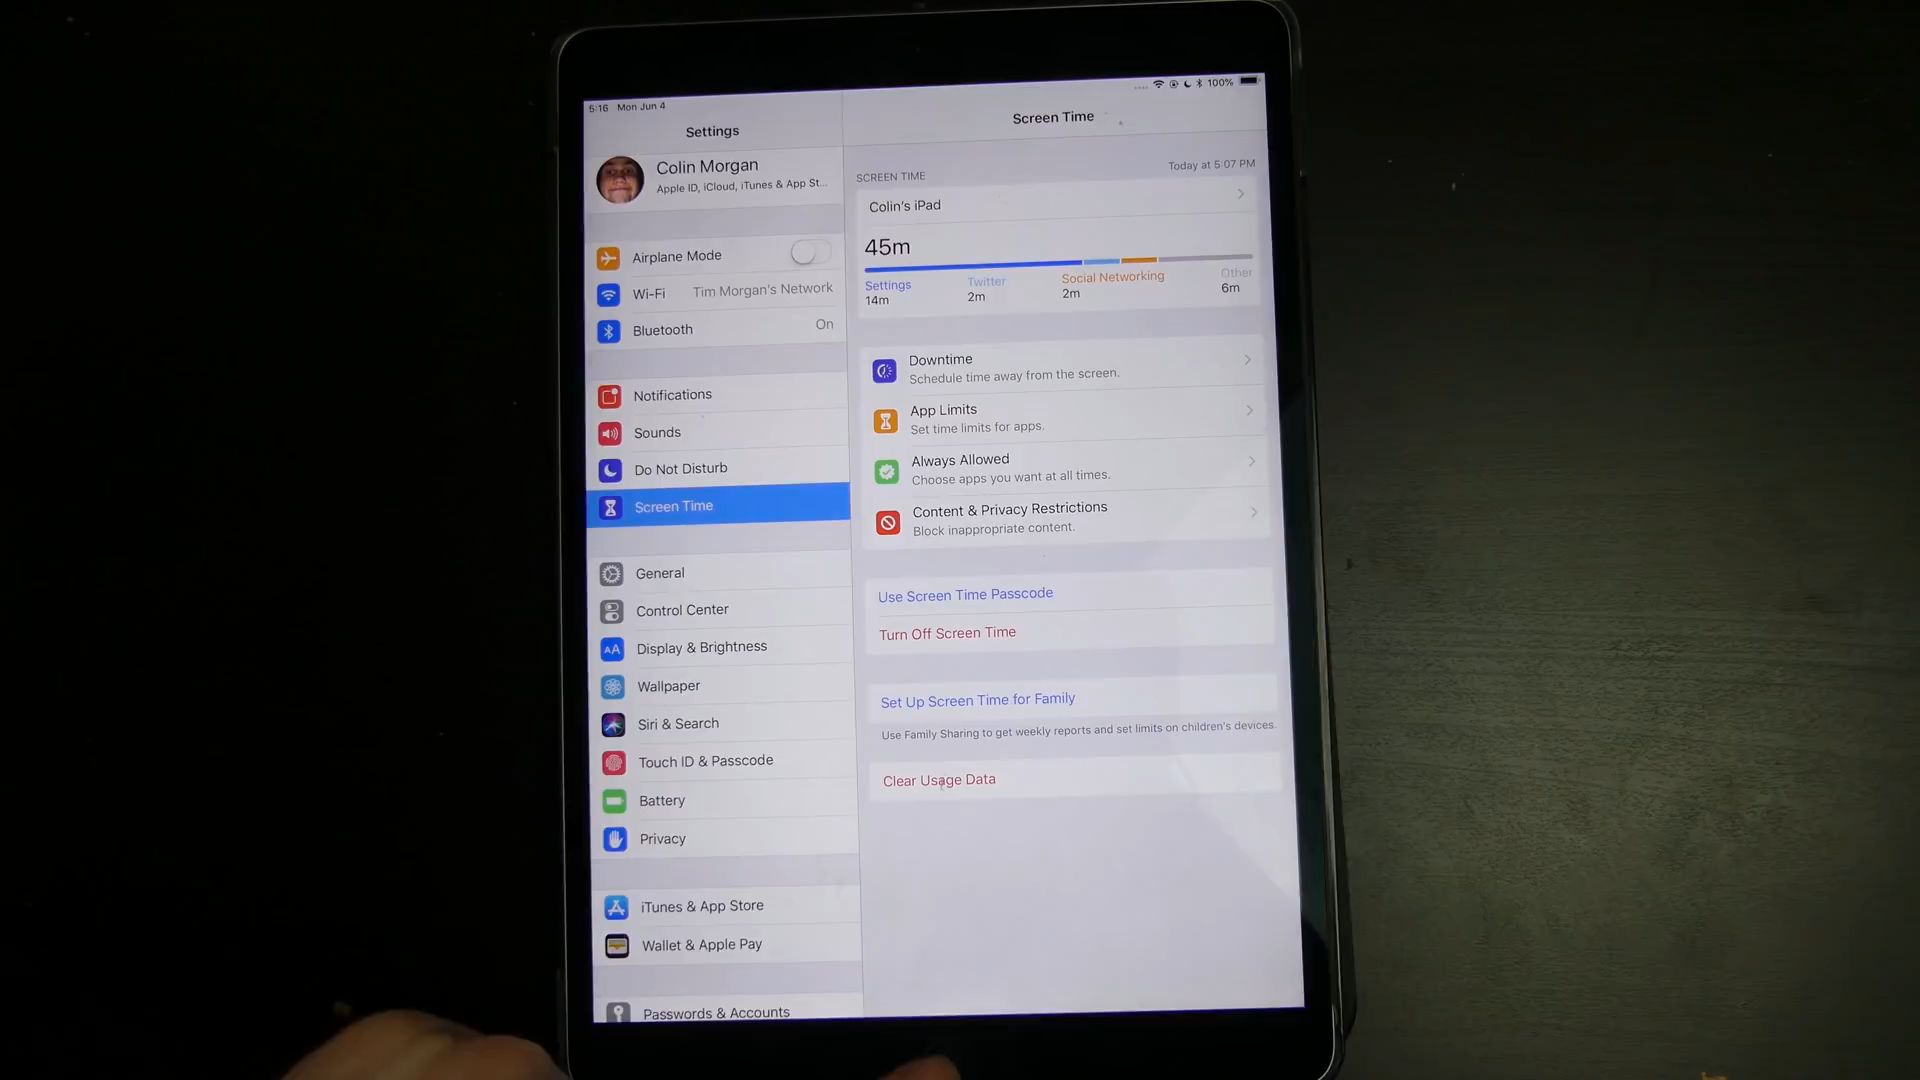 5:16 Mon Jun 4
100%
Settings
Colin Morgan
Apple ID, iCloud, iTunes & App St...
Airplane Mode
Wi-Fi Tim Morgan's Network
Bluetooth On
Notifications
Sounds
Do Not Disturb
Screen Time
General
Control Center
AA Display & Brightness
Wallpaper
Siri & Search
Touch ID & Passcode
Battery
Privacy
iTunes & App Store
Wallet & Apple Pay
Passwords & Accounts
Screen Time
SCREEN TIME Today at 5:07 PM
Colin's iPad
45m
Settings Twitter Social Networking Other
14m 2m 2m 6m
Downtime
Schedule time away from the screen.
App Limits
Set time limits for apps.
Always Allowed
Choose apps you want at all times.
Content & Privacy Restrictions
Block inappropriate content.
Use Screen Time Passcode
Turn Off Screen Time
Set Up Screen Time for Family
Use Family Sharing to get weekly reports and set limits on children's devices.
Clear Usage Data